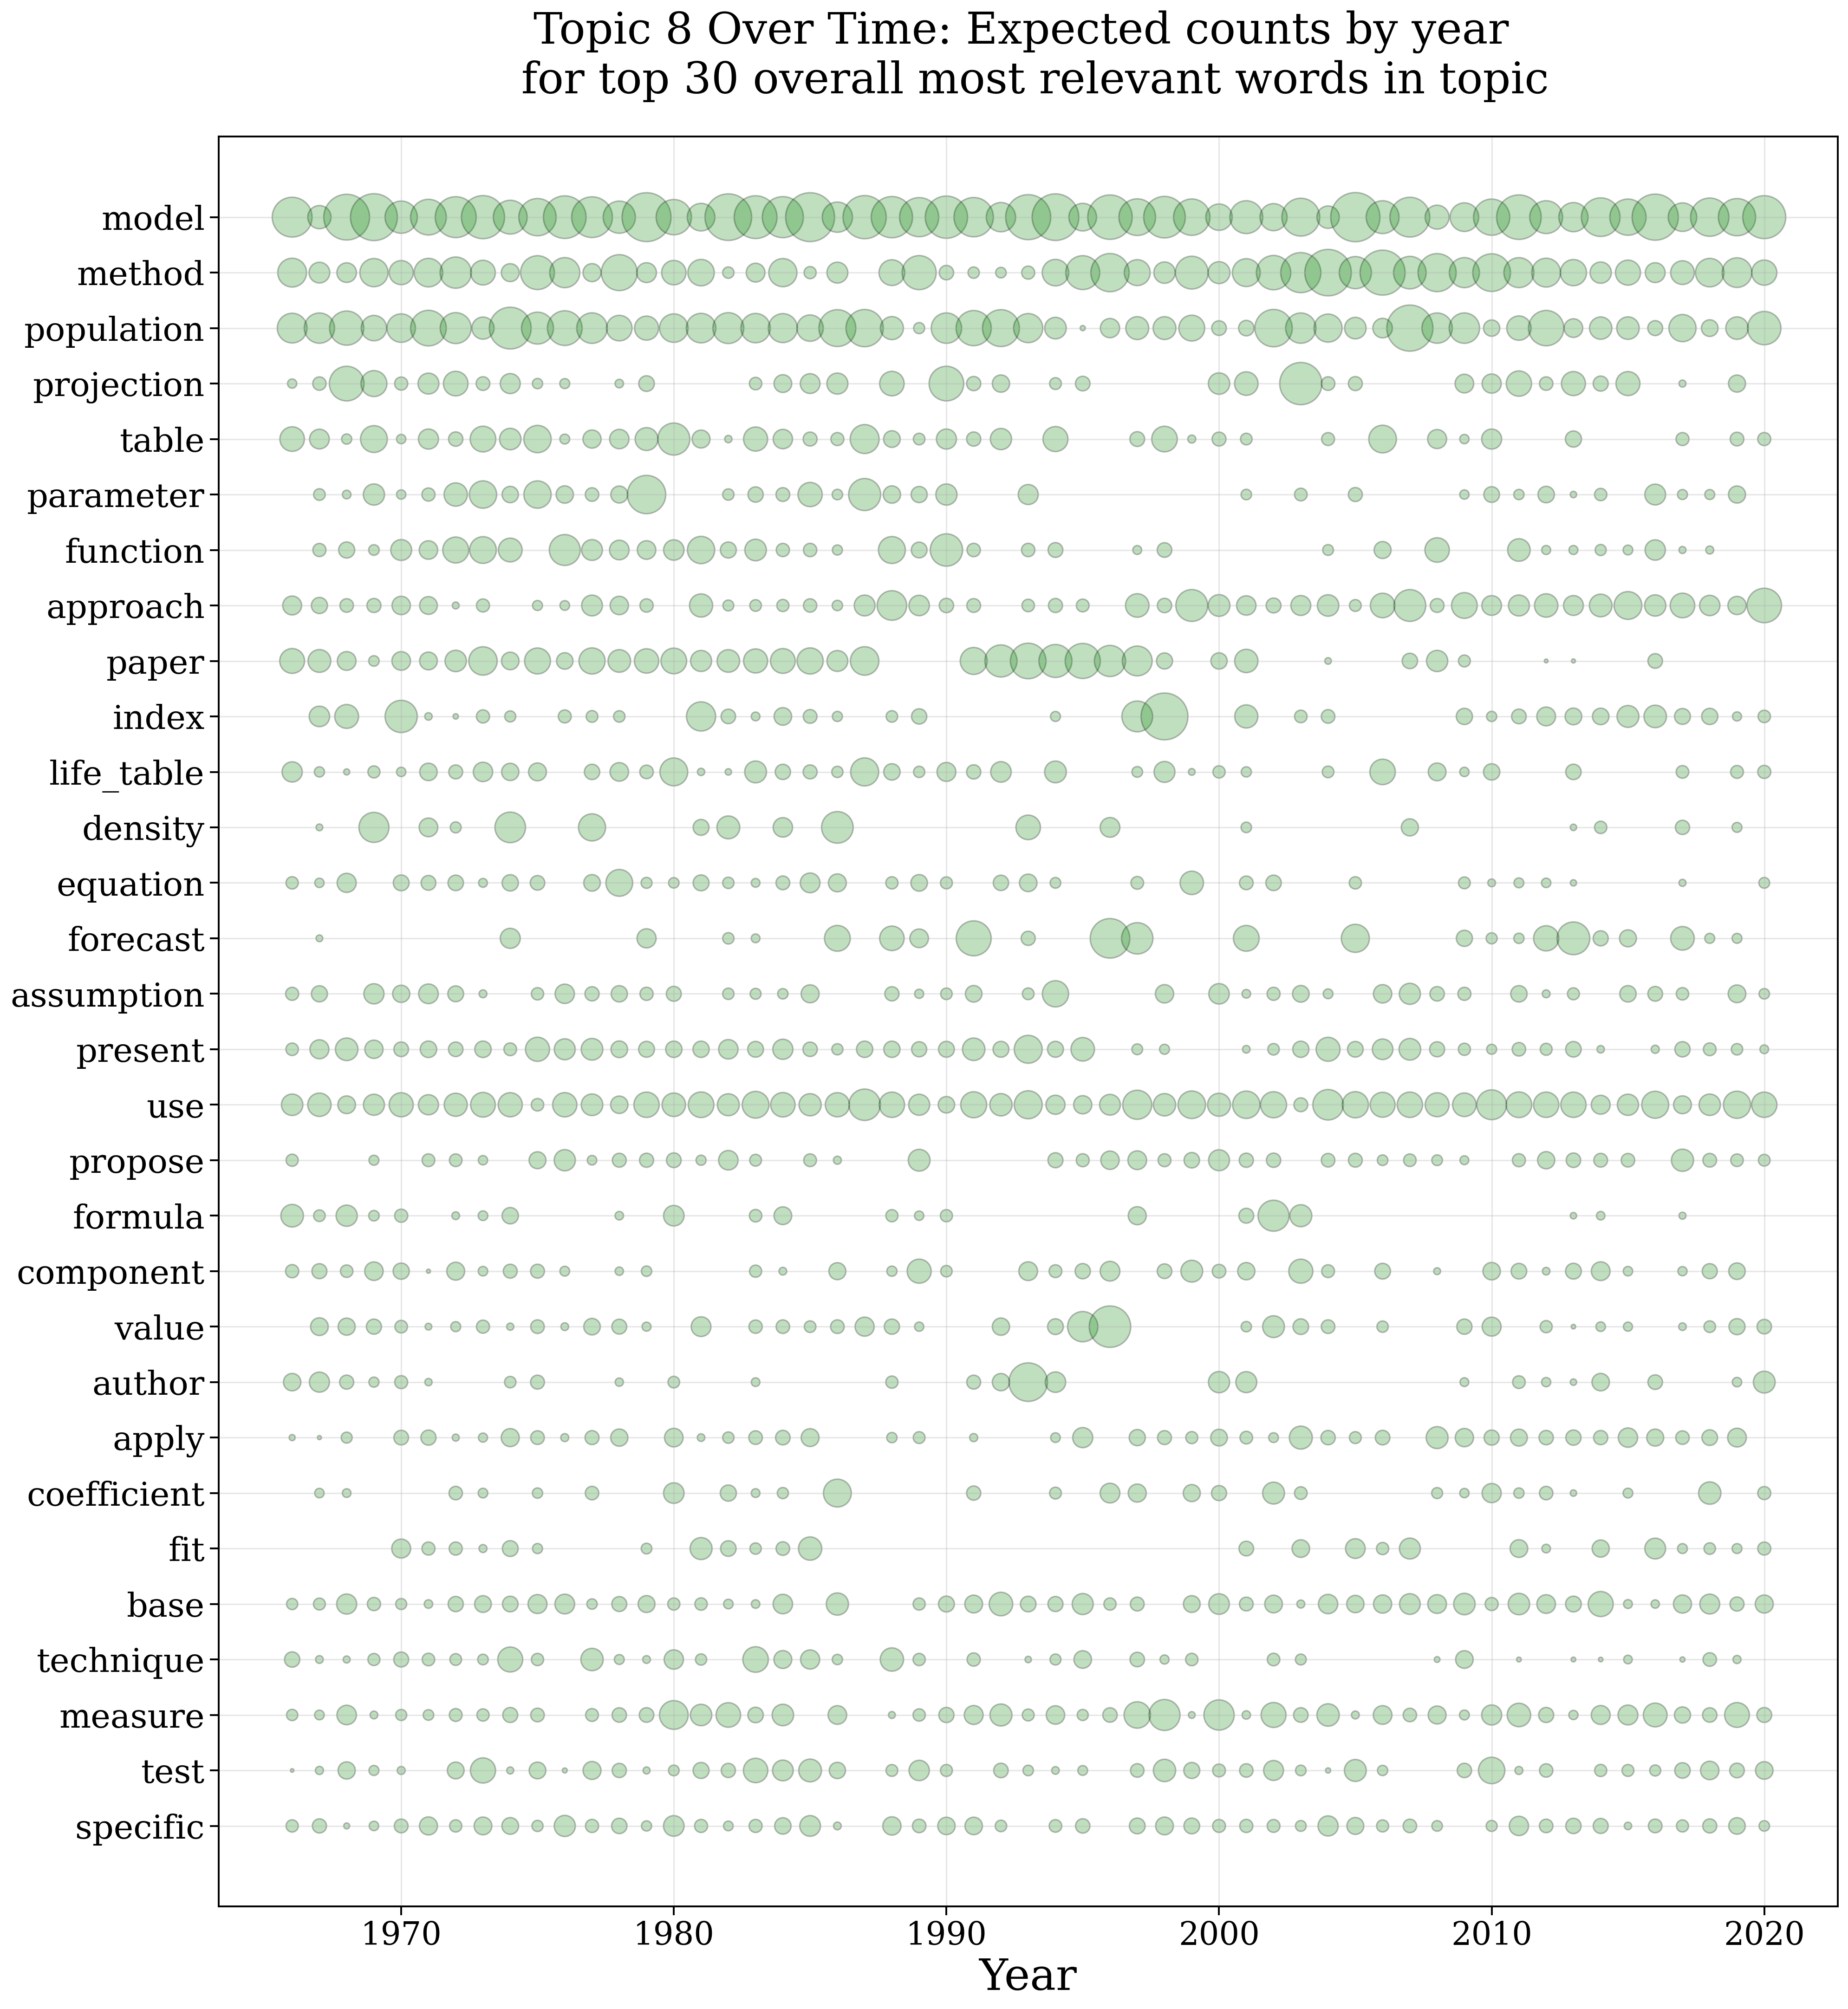 Topic 8 Over Time: Expected counts by year
for top 30 overall most relevant words in topic
model
method
population
projection
table
parameter
function
approach
paper
index
life_table
density
equation
forecast
assumption
present
use
propose
formula
component
value
author
apply
coefficient
fit
base
technique
measure
test
specific
1970 1980 1990 2000 2010 2020
Year